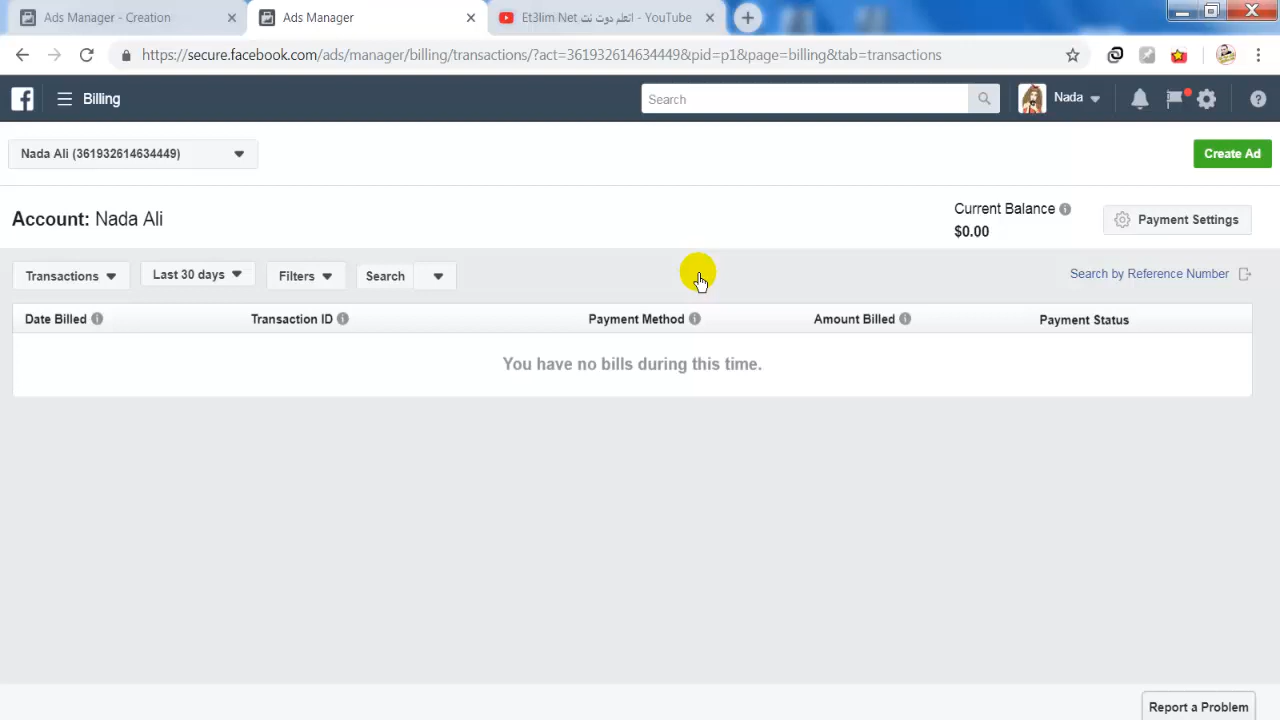 Ads Manager - Creation
Ads Manager
Et3lim Net اتعلم دوت نت - YouTube
https://secure.facebook.com/ads/manager/billing/transactions/?act=361932614634449&pid=p1&page=billing&tab=transactions
Billing
Search
Nada
Nada Ali (361932614634449)
Create Ad
Account: Nada Ali
Current Balance
$0.00
Payment Settings
Transactions
Last 30 days
Filters
Search
Search by Reference Number
Date Billed
Transaction ID
Payment Method
Amount Billed
Payment Status
You have no bills during this time.
Report a Problem